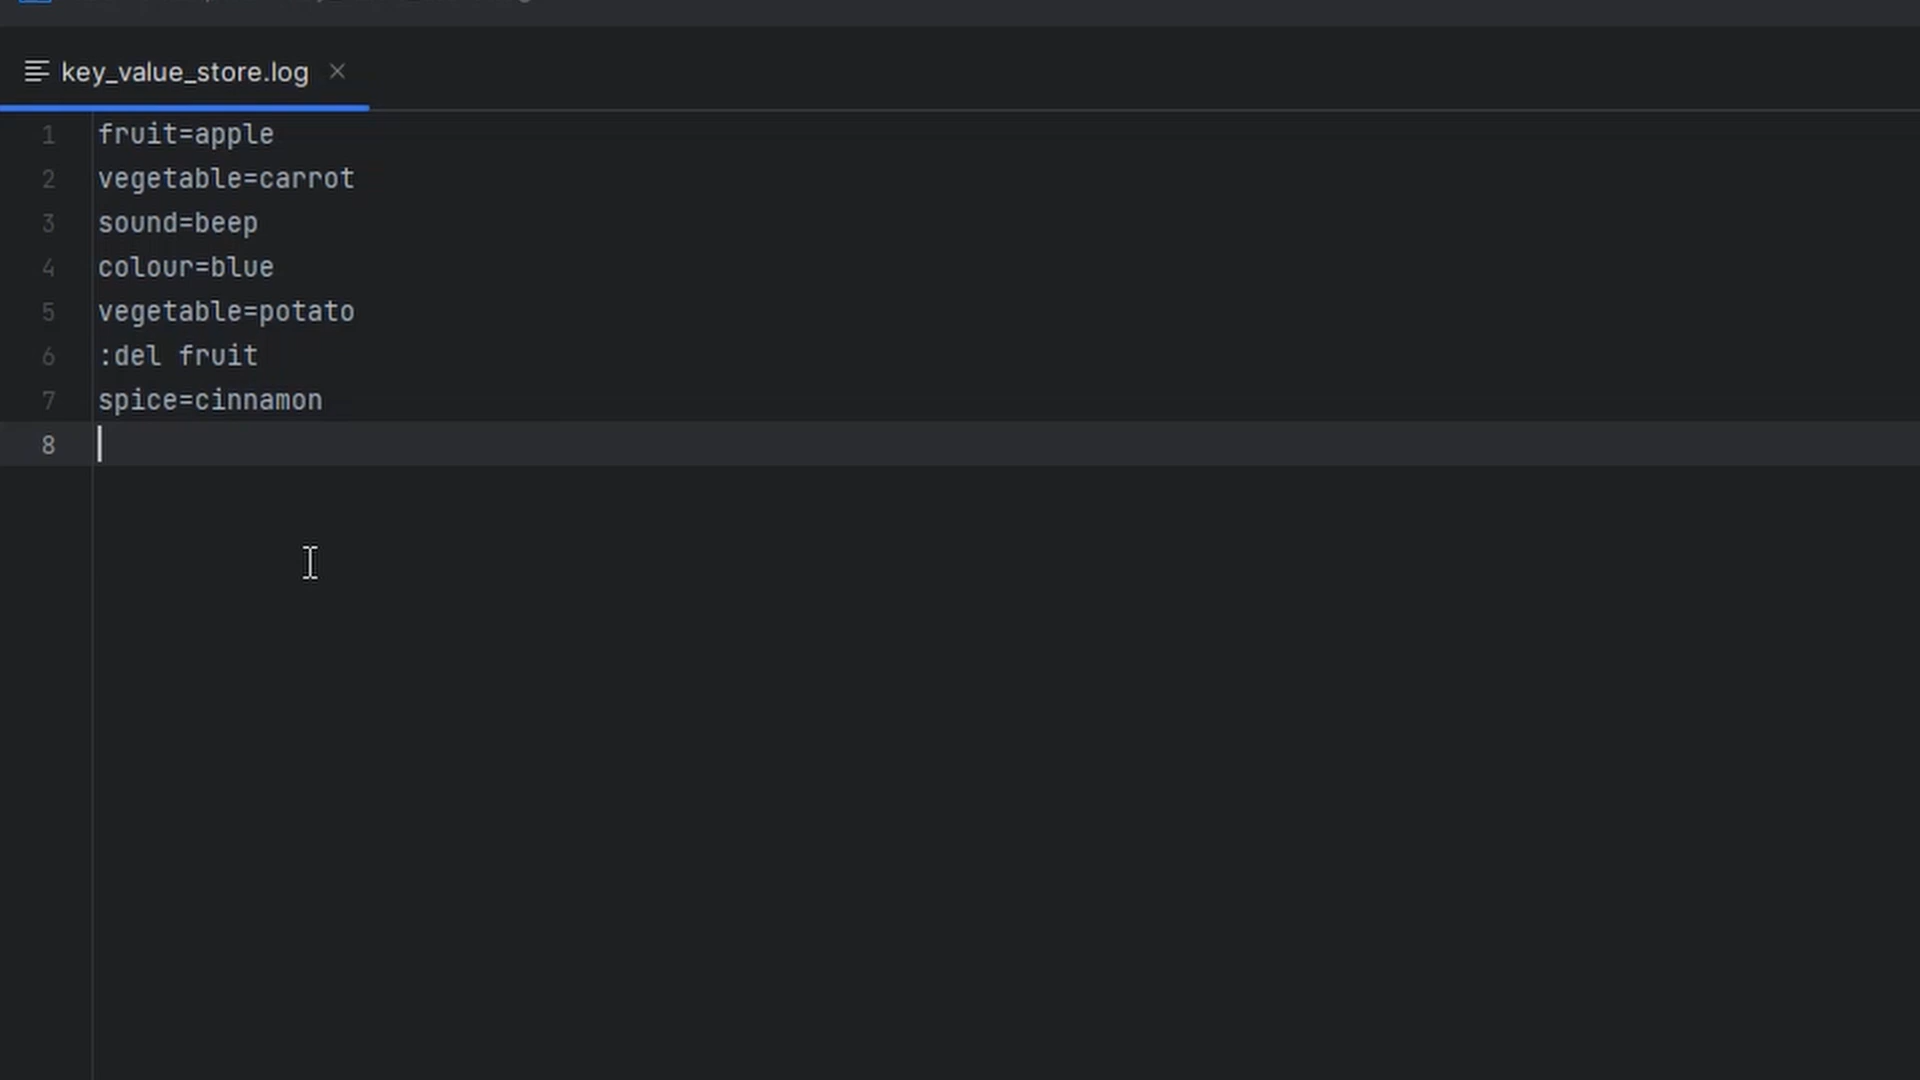 key_value_store.log
1 fruit=apple
2 vegetable=carrot
3 sound=beep
4 colour=blue
5 vegetable=potato
6 :del fruit
7 spice=cinnamon
8